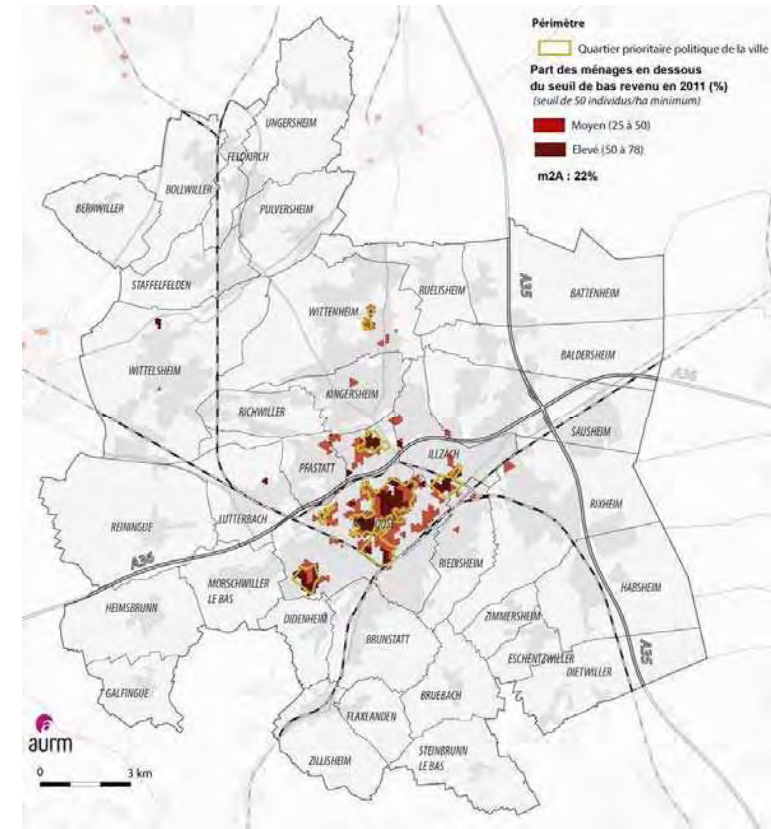 Périmètre
Quartier prioritaire politique de la ville
Part des ménages en dessous
du seuil de bas revenu en 2011 (%)
(seuil de 50 individus/ha minimum)
Moyen (25 à 50)
Elevé (50 à 78)
m2A : 22%
UNGERSHEIM
FELDKIRCH
BOLLWILLER
BERRWILLER
PULVERSHEIM
STAFFELFELDEN
RUELISHEIM
A35
BATTENHEIM
WITTENHEIM
WITTELSHEIM
BALDERSHEIM
A36
KINGERSHEIM
RICHWILLER
SAUSHEIM
ILLZACH
PFASTATT
RIXHEIM
LUTTERBACH
REININGUE
RIEDISHEIM
A36
MORSCHWILLER
LE BAS
HABSHEIM
HEIMSBRUNN
DIDENHEIM
ZIMMERSHEIM
BRUNSTATT
ESCHENTZWILLER
DIETWILLER
A35
GALFINGUE
BRUEBACH
FLAXLANDEN
aurm
STEINBRUNN
LE BAS
ZILLISHEIM
0 3 km